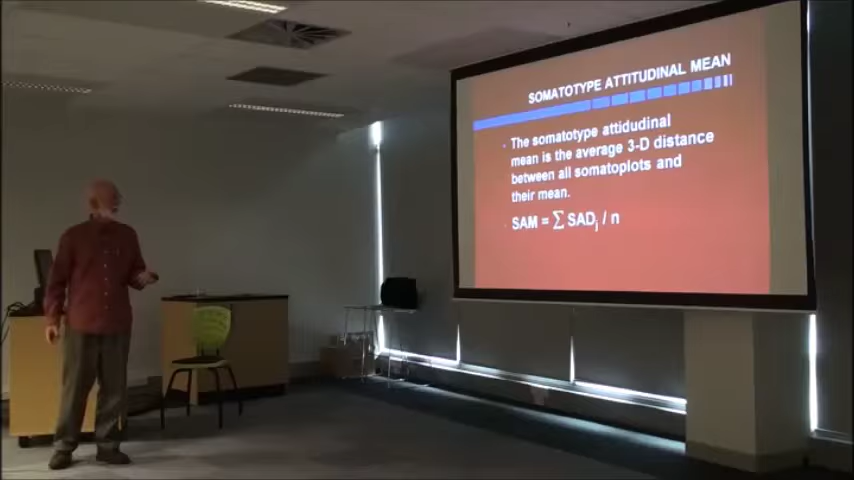 SOMATOTYPE ATTITUDINAL MEAN
The somatotype attidudinal
mean is the average 3-D distance
between all somatoplots and
their mean.
SAM = ∑ SADj / n